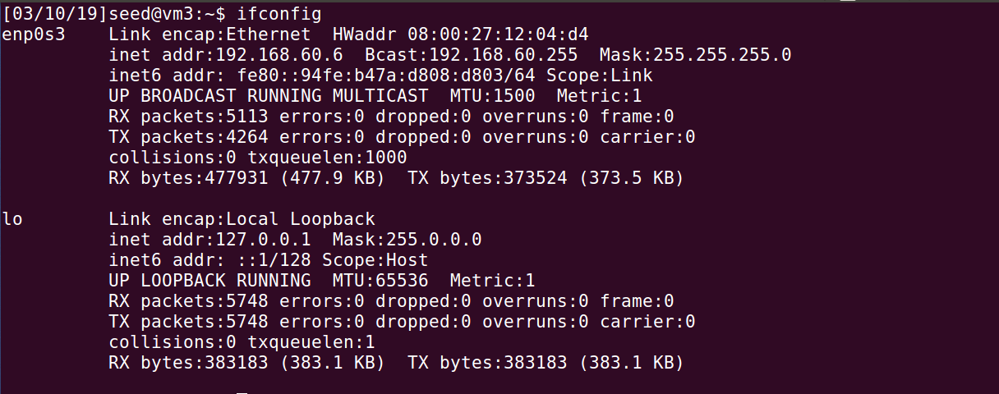 [03/10/19]seed@vm3:~$ ifconfig
enp0s3    Link encap:Ethernet  HWaddr 08:00:27:12:04:d4
          inet addr:192.168.60.6  Bcast:192.168.60.255  Mask:255.255.255.0
          inet6 addr: fe80::94fe:b47a:d808:d803/64 Scope:Link
          UP BROADCAST RUNNING MULTICAST  MTU:1500  Metric:1
          RX packets:5113 errors:0 dropped:0 overruns:0 frame:0
          TX packets:4264 errors:0 dropped:0 overruns:0 carrier:0
          collisions:0 txqueuelen:1000
          RX bytes:477931 (477.9 KB)  TX bytes:373524 (373.5 KB)

lo        Link encap:Local Loopback
          inet addr:127.0.0.1  Mask:255.0.0.0
          inet6 addr: ::1/128 Scope:Host
          UP LOOPBACK RUNNING  MTU:65536  Metric:1
          RX packets:5748 errors:0 dropped:0 overruns:0 frame:0
          TX packets:5748 errors:0 dropped:0 overruns:0 carrier:0
          collisions:0 txqueuelen:1
          RX bytes:383183 (383.1 KB)  TX bytes:383183 (383.1 KB)